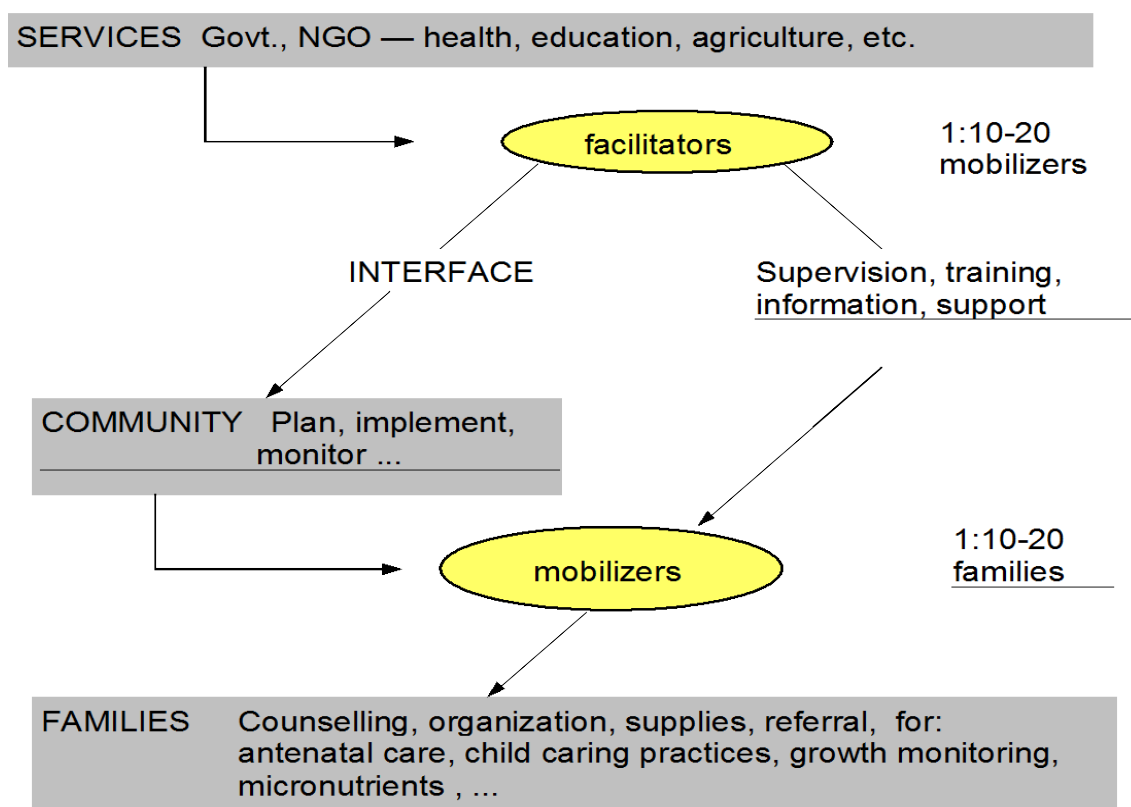 SERVICES Govt., NGO — health, education, agriculture, etc.
facilitators
1:10-20
mobilizers
INTERFACE
Supervision, training,
information, support
COMMUNITY Plan, implement,
monitor ...
mobilizers
1:10-20
families
FAMILIES Counselling, organization, supplies, referral, for:
antenatal care, child caring practices, growth monitoring,
micronutrients , ...